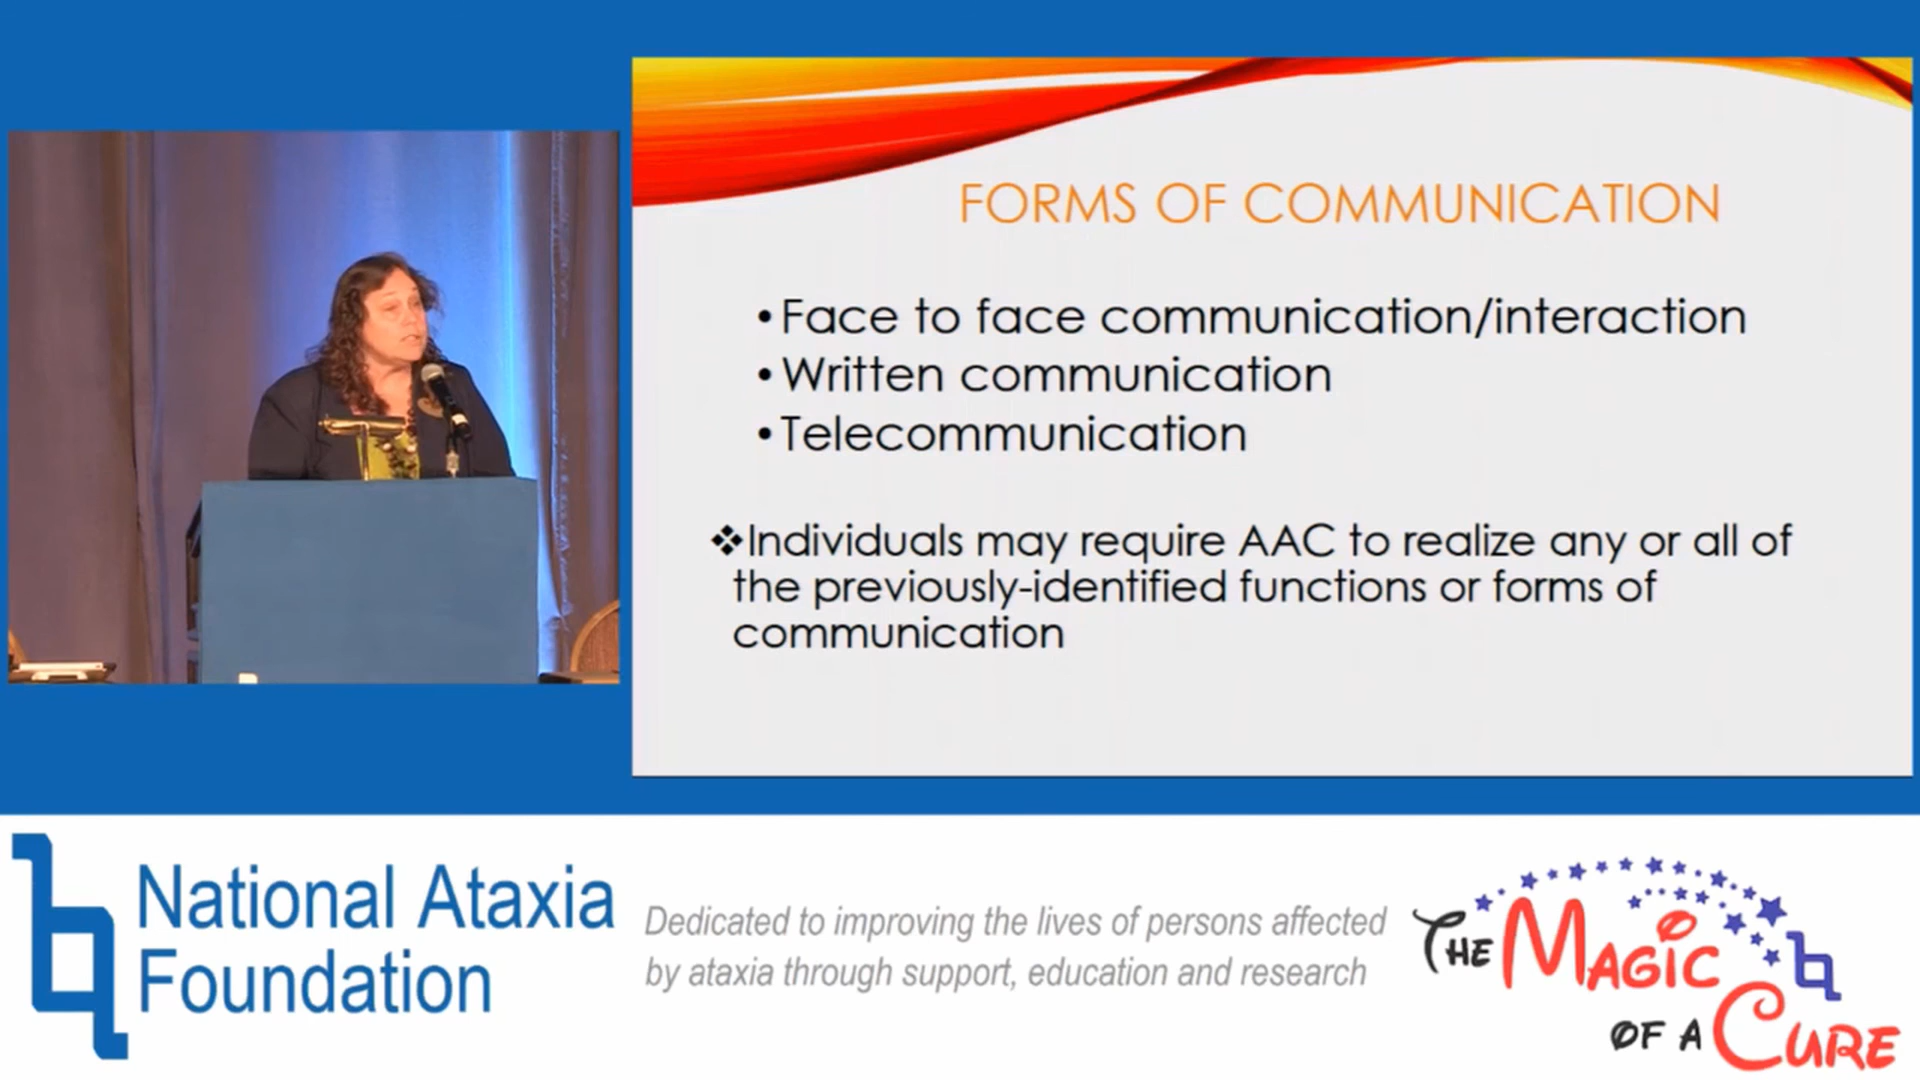 FORMS OF COMMUNICATION
•Face to face communication/interaction
•Written communication
•Telecommunication
❖Individuals may require AAC to realize any or all of
the previously-identified functions or forms of
communication
National Ataxia
Foundation
Dedicated to improving the lives of persons affected
by ataxia through support, education and research
THE MAGIC
OF A CURE